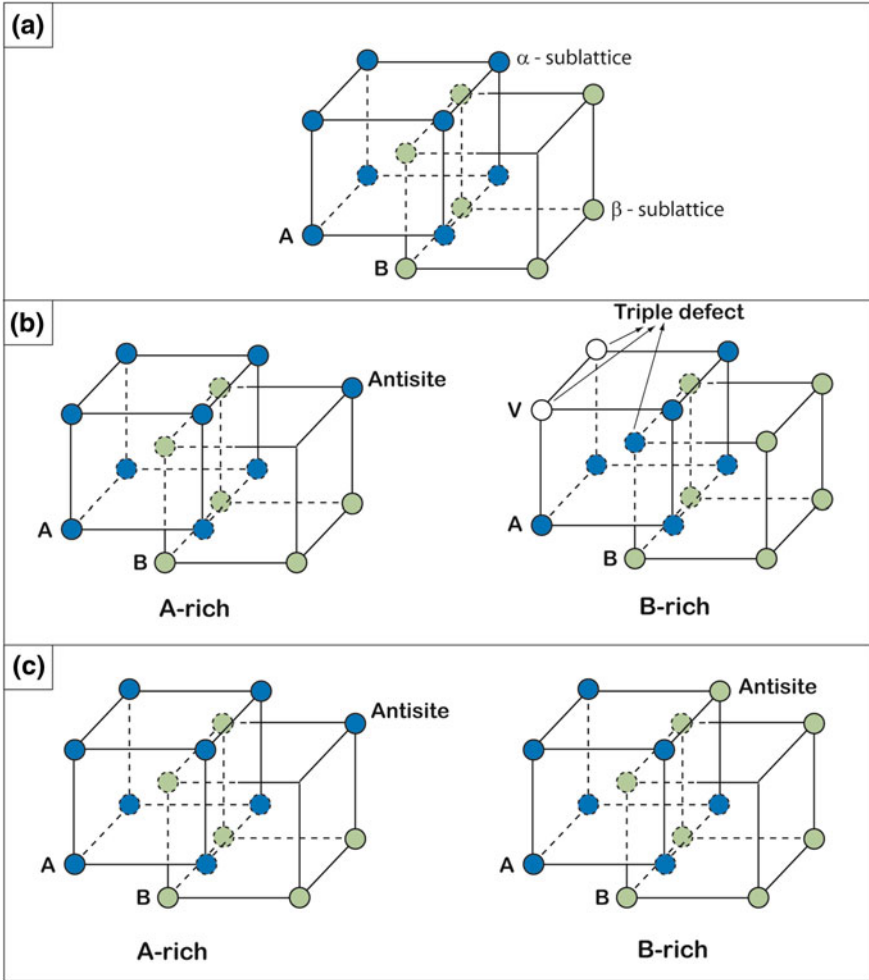 (a)
α - sublattice
β - sublattice
A
B
(b)
Triple defect
Antisite
V
A
B
A
B
A-rich
B-rich
(c)
Antisite
Antisite
A
B
A
B
A-rich
B-rich